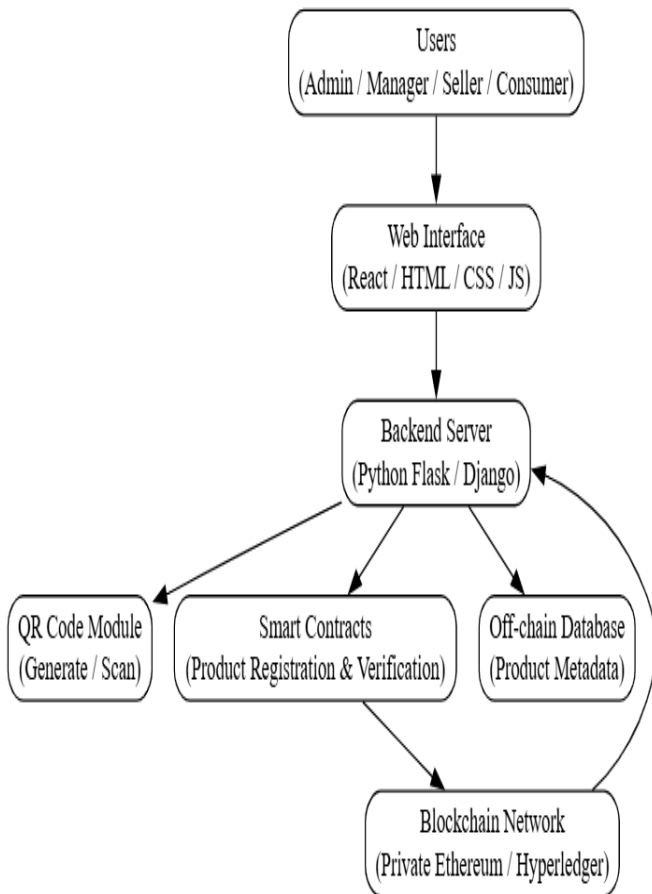 Users
(Admin / Manager / Seller / Consumer)
Web Interface
(React / HTML / CSS / JS)
Backend Server
(Python Flask / Django)
QR Code Module
(Generate / Scan)
Smart Contracts
(Product Registration & Verification)
Off-chain Database
(Product Metadata)
Blockchain Network
(Private Ethereum / Hyperledger)